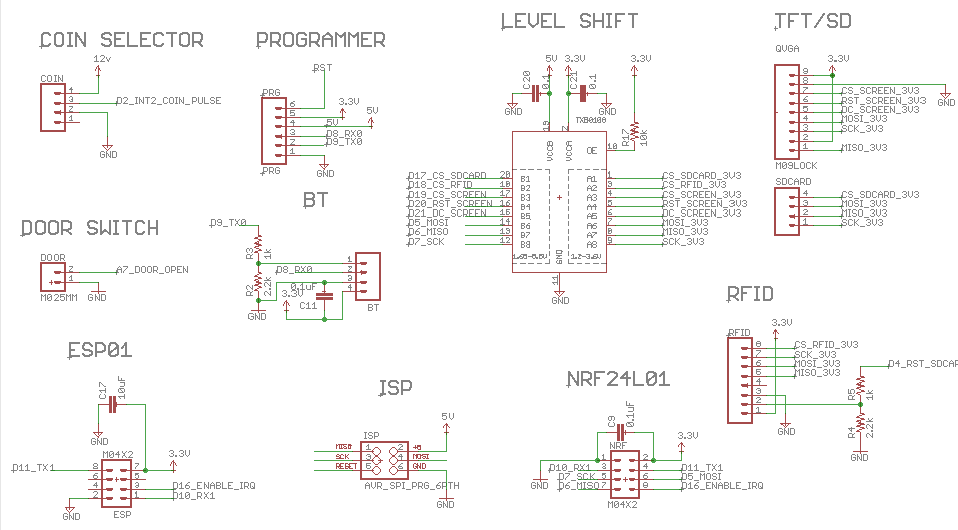 COIN SELECTOR
12v
COIN
4
3
2
1
D2_INT2_COIN_PULSE
GND
PROGRAMMER
RST
PRG
6
5
4
3
2
1
3.3V
5V
5V
D8_RX0
D9_TX0
GND
PRG
LEVEL SHIFT
5V
3.3V
3.3V
C20
0.1
C21
0.1
GND
GND
R17
10k
19
2
TXB0108
VCCB
VCCA
OE
10
D17_CS_SDCARD
20
B1
A1
1
CS_SDCARD_3V3
D18_CS_RFID
18
B2
A2
3
CS_RFID_3V3
D19_CS_SCREEN
17
B3
A3
4
CS_SCREEN_3V3
D20_RST_SCREEN
16
B4
A4
5
RST_SCREEN_3V3
D21_DC_SCREEN
15
B5
A5
6
DC_SCREEN_3V3
D5_MOSI
14
B6
A6
7
MOSI_3V3
D6_MISO
13
B7
A7
8
MISO_3V3
D7_SCK
12
B8
A8
9
SCK_3V3
1.65-5.5V
1.2-3.6V
GND
11
GND
TFT/SD
QVGA
3.3V
9
8
7
6
5
4
3
2
1
GND
CS_SCREEN_3V3
RST_SCREEN_3V3
DC_SCREEN_3V3
MOSI_3V3
SCK_3V3
MISO_3V3
M09LOCK
SDCARD
4
3
2
1
CS_SDCARD_3V3
MOSI_3V3
MISO_3V3
SCK_3V3
DOOR SWITCH
DOOR
2
1
A7_DOOR_OPEN
M025MM
GND
BT
D9_TX0
R3
1k
R2
2.2k
GND
D8_RX0
0.1uF
3.3V
C11
1
2
3
4
BT
RFID
RFID
3.3V
8
7
6
5
4
3
2
1
CS_RFID_3V3
SCK_3V3
MOSI_3V3
MISO_3V3
GND
D4_RST_SDCAR
R5
1k
R4
2.2k
GND
ESP01
C17
10uF
GND
M04X2
D11_TX1
8
7
6
5
4
3
2
1
3.3V
D16_ENABLE_IRQ
D10_RX1
GND
ESP
ISP
5V
ISP
MISO
1
2
+5
SCK
3
4
MOSI
RESET
5
6
GND
AVR_SPI_PRG_6PTH
GND
NRF24L01
C9
0.1uF
3.3V
NRF
1
2
D10_RX1
3
4
D11_TX1
D7_SCK
5
6
D5_MOSI
D6_MISO
7
8
D16_ENABLE_IRQ
GND
M04X2